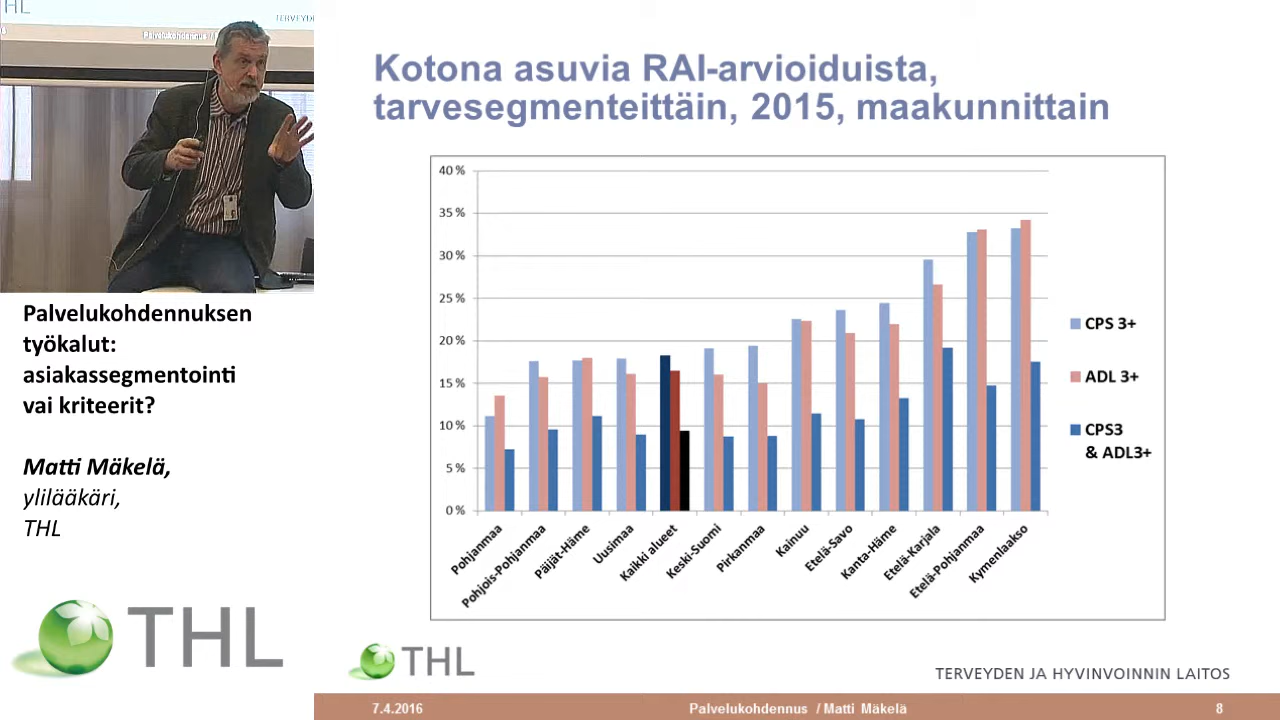 TERVEYD
Palvelukohdennus / M
Palvelukohdennuksen
työkalut:
asiakassegmentointi
vai kriteerit?
Matti Mäkelä,
ylilääkäri,
THL
THL
Kotona asuvia RAI-arvioiduista,
tarvesegmenteittäin, 2015, maakunnittain
40 %
35 %
30 %
25 %
20 %
15 %
10 %
5 %
0 %
Pohjanmaa
Pohjois-Pohjanmaa
Päijät-Häme
Uusimaa
Kaikki alueet
Keski-Suomi
Pirkanmaa
Kainuu
Etelä-Savo
Kanta-Häme
Etelä-Karjala
Etelä-Pohjanmaa
Kymenlaakso
CPS 3+
ADL 3+
CPS3
& ADL3+
THL
TERVEYDEN JA HYVINVOINNIN LAITOS
7.4.2016 Palvelukohdennus / Matti Mäkelä 8